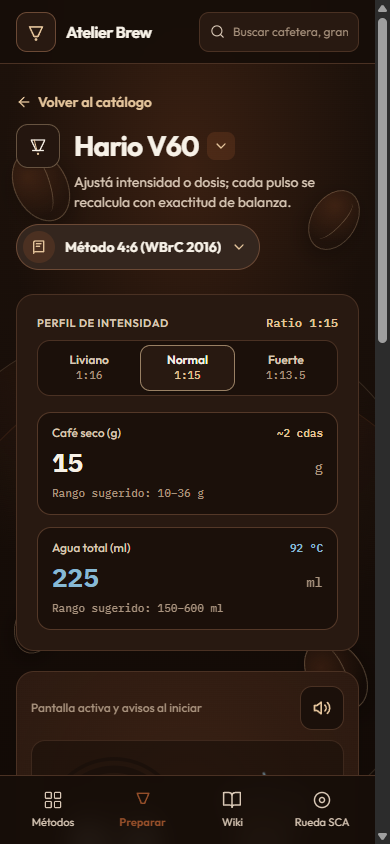 Atelier Brew
Buscar cafetera, gran
Volver al catálogo
Hario V60
Ajustá intensidad o dosis; cada pulso se
recalcula con exactitud de balanza.
Método 4:6 (WBrC 2016)
PERFIL DE INTENSIDAD
Ratio 1:15
Liviano
1:16
Normal
1:15
Fuerte
1:13.5
Café seco (g)
~2 cdas
15
g
Rango sugerido: 10–36 g
Agua total (ml)
92 °C
225
ml
Rango sugerido: 150–600 ml
Pantalla activa y avisos al iniciar
Métodos
Preparar
Wiki
Rueda SCA